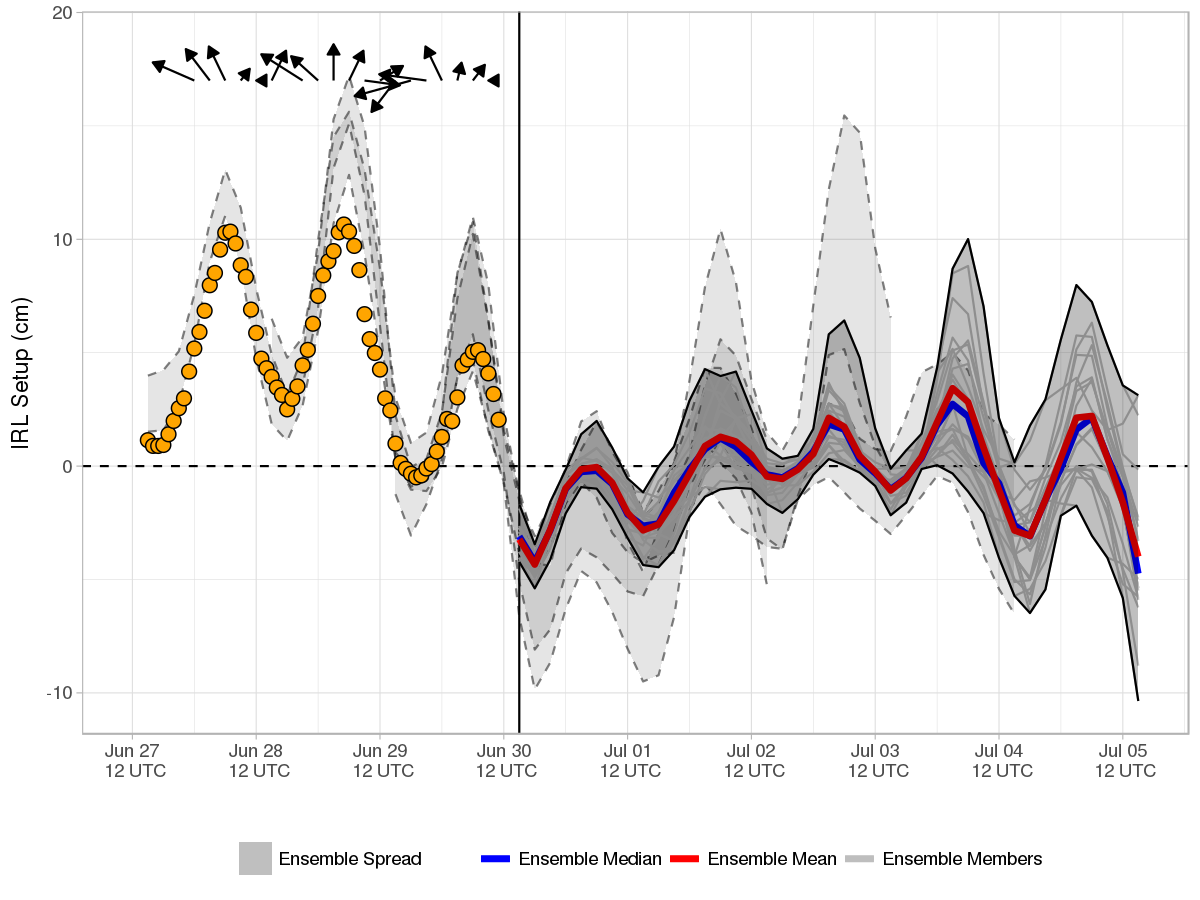 20
10
0
-10
IRL Setup (cm)
Jun 27 Jun 28 Jun 29 Jun 30 Jul 01 Jul 02 Jul 03 Jul 04 Jul 05
12 UTC 12 UTC 12 UTC 12 UTC 12 UTC 12 UTC 12 UTC 12 UTC 12 UTC
Ensemble Spread Ensemble Median Ensemble Mean Ensemble Members